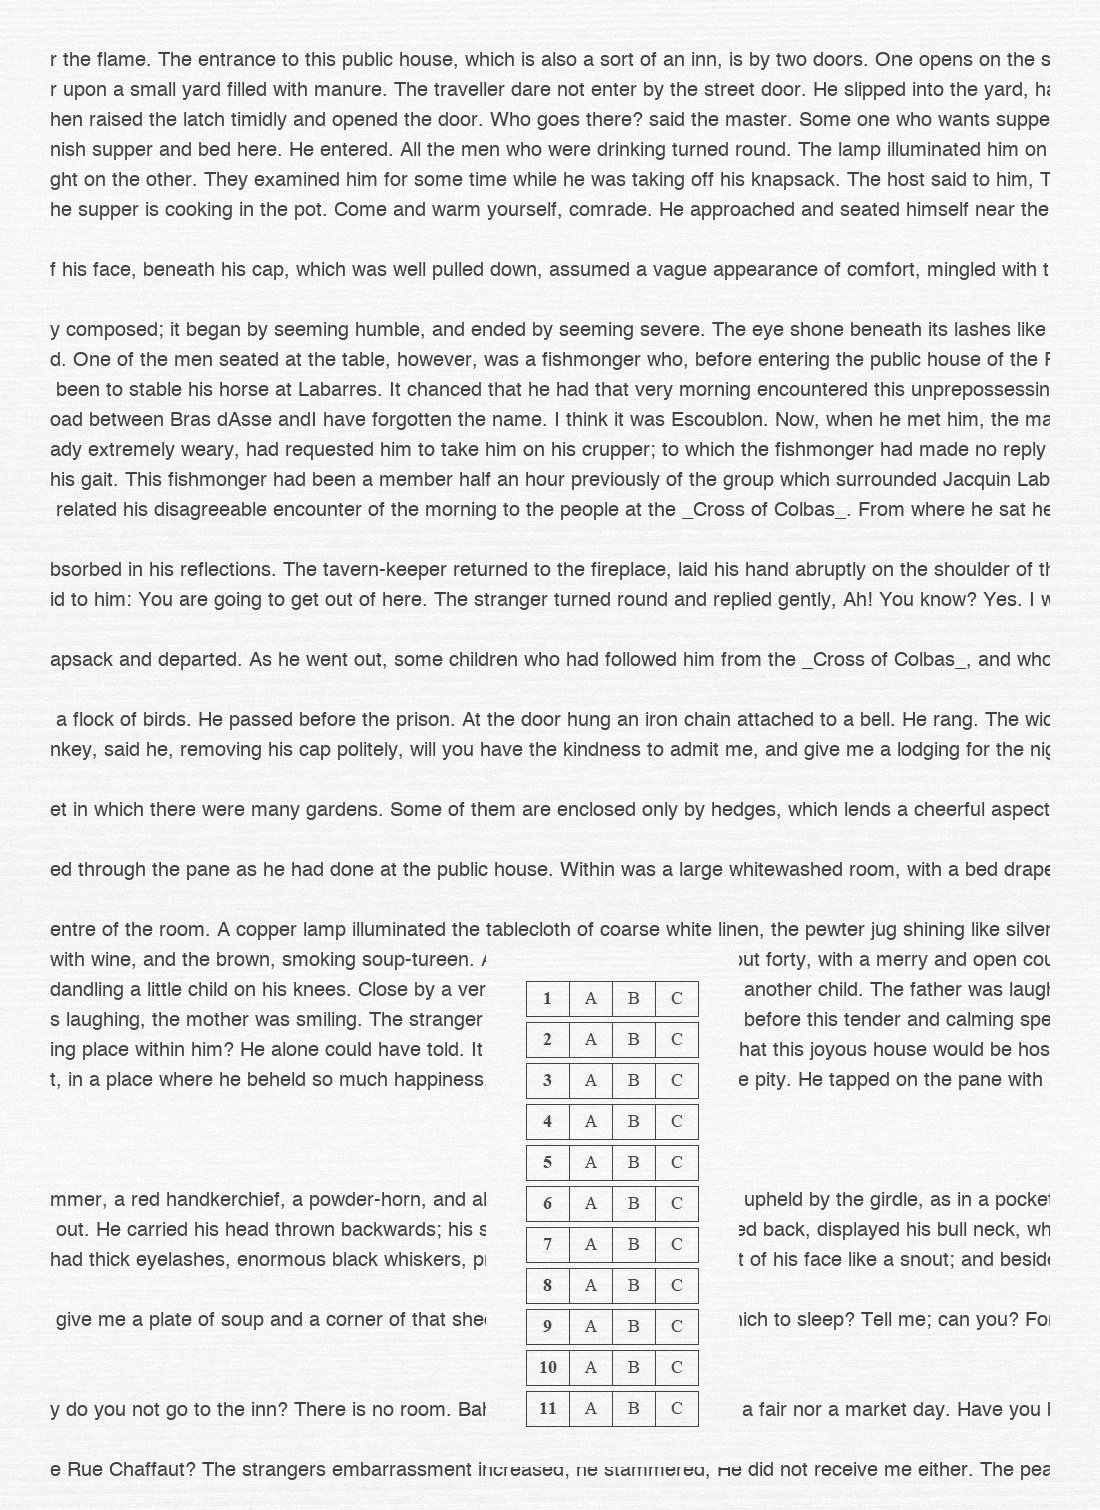 r the flame. The entrance to this public house, which is also a sort of an inn, is by two doors. One opens on the s
r upon a small yard filled with manure. The traveller dare not enter by the street door. He slipped into the yard, ha
hen raised the latch timidly and opened the door. Who goes there? said the master. Some one who wants suppe
nish supper and bed here. He entered. All the men who were drinking turned round. The lamp illuminated him on
ght on the other. They examined him for some time while he was taking off his knapsack. The host said to him, T
he supper is cooking in the pot. Come and warm yourself, comrade. He approached and seated himself near the
f his face, beneath his cap, which was well pulled down, assumed a vague appearance of comfort, mingled with t
y composed; it began by seeming humble, and ended by seeming severe. The eye shone beneath its lashes like
d. One of the men seated at the table, however, was a fishmonger who, before entering the public house of the
been to stable his horse at Labarres. It chanced that he had that very morning encountered this unprepossessin
oad between Bras dAsse andI have forgotten the name. I think it was Escoublon. Now, when he met him, the ma
ady extremely weary, had requested him to take him on his crupper; to which the fishmonger had made no reply
his gait. This fishmonger had been a member half an hour previously of the group which surrounded Jacquin Lab
related his disagreeable encounter of the morning to the people at the _Cross of Colbas_. From where he sat he
bsorbed in his reflections. The tavern-keeper returned to the fireplace, laid his hand abruptly on the shoulder of th
id to him: You are going to get out of here. The stranger turned round and replied gently, Ah! You know? Yes. I w
apsack and departed. As he went out, some children who had followed him from the _Cross of Colbas_, and who
a flock of birds. He passed before the prison. At the door hung an iron chain attached to a bell. He rang. The wic
nkey, said he, removing his cap politely, will you have the kindness to admit me, and give me a lodging for the nig
et in which there were many gardens. Some of them are enclosed only by hedges, which lends a cheerful aspect
ed through the pane as he had done at the public house. Within was a large whitewashed room, with a bed drape
entre of the room. A copper lamp illuminated the tablecloth of coarse white linen, the pewter jug shining like silver
with wine, and the brown, smoking soup-tureen. out forty, with a merry and open cou
dandling a little child on his knees. Close by a ver another child. The father was laugh
1 A B C
s laughing, the mother was smiling. The stranger before this tender and calming spe
2 A B C
ing place within him? He alone could have told. It hat this joyous house would be hos
t, in a place where he beheld so much happiness, e pity. He tapped on the pane with
3 A B C
4 A B C
5 A B C
mmer, a red handkerchief, a powder-horn, and al upheld by the girdle, as in a pocket
6 A B C
out. He carried his head thrown backwards; his s ed back, displayed his bull neck, wh
7 A B C
had thick eyelashes, enormous black whiskers, pr t of his face like a snout; and beside
8 A B C
give me a plate of soup and a corner of that shed hich to sleep? Tell me; can you? For
9 A B C
10 A B C
y do you not go to the inn? There is no room. Bah a fair nor a market day. Have you
11 A B C
e Rue Chaffaut? The strangers embarrassment increased; he stammered, He did not receive me either. The pea